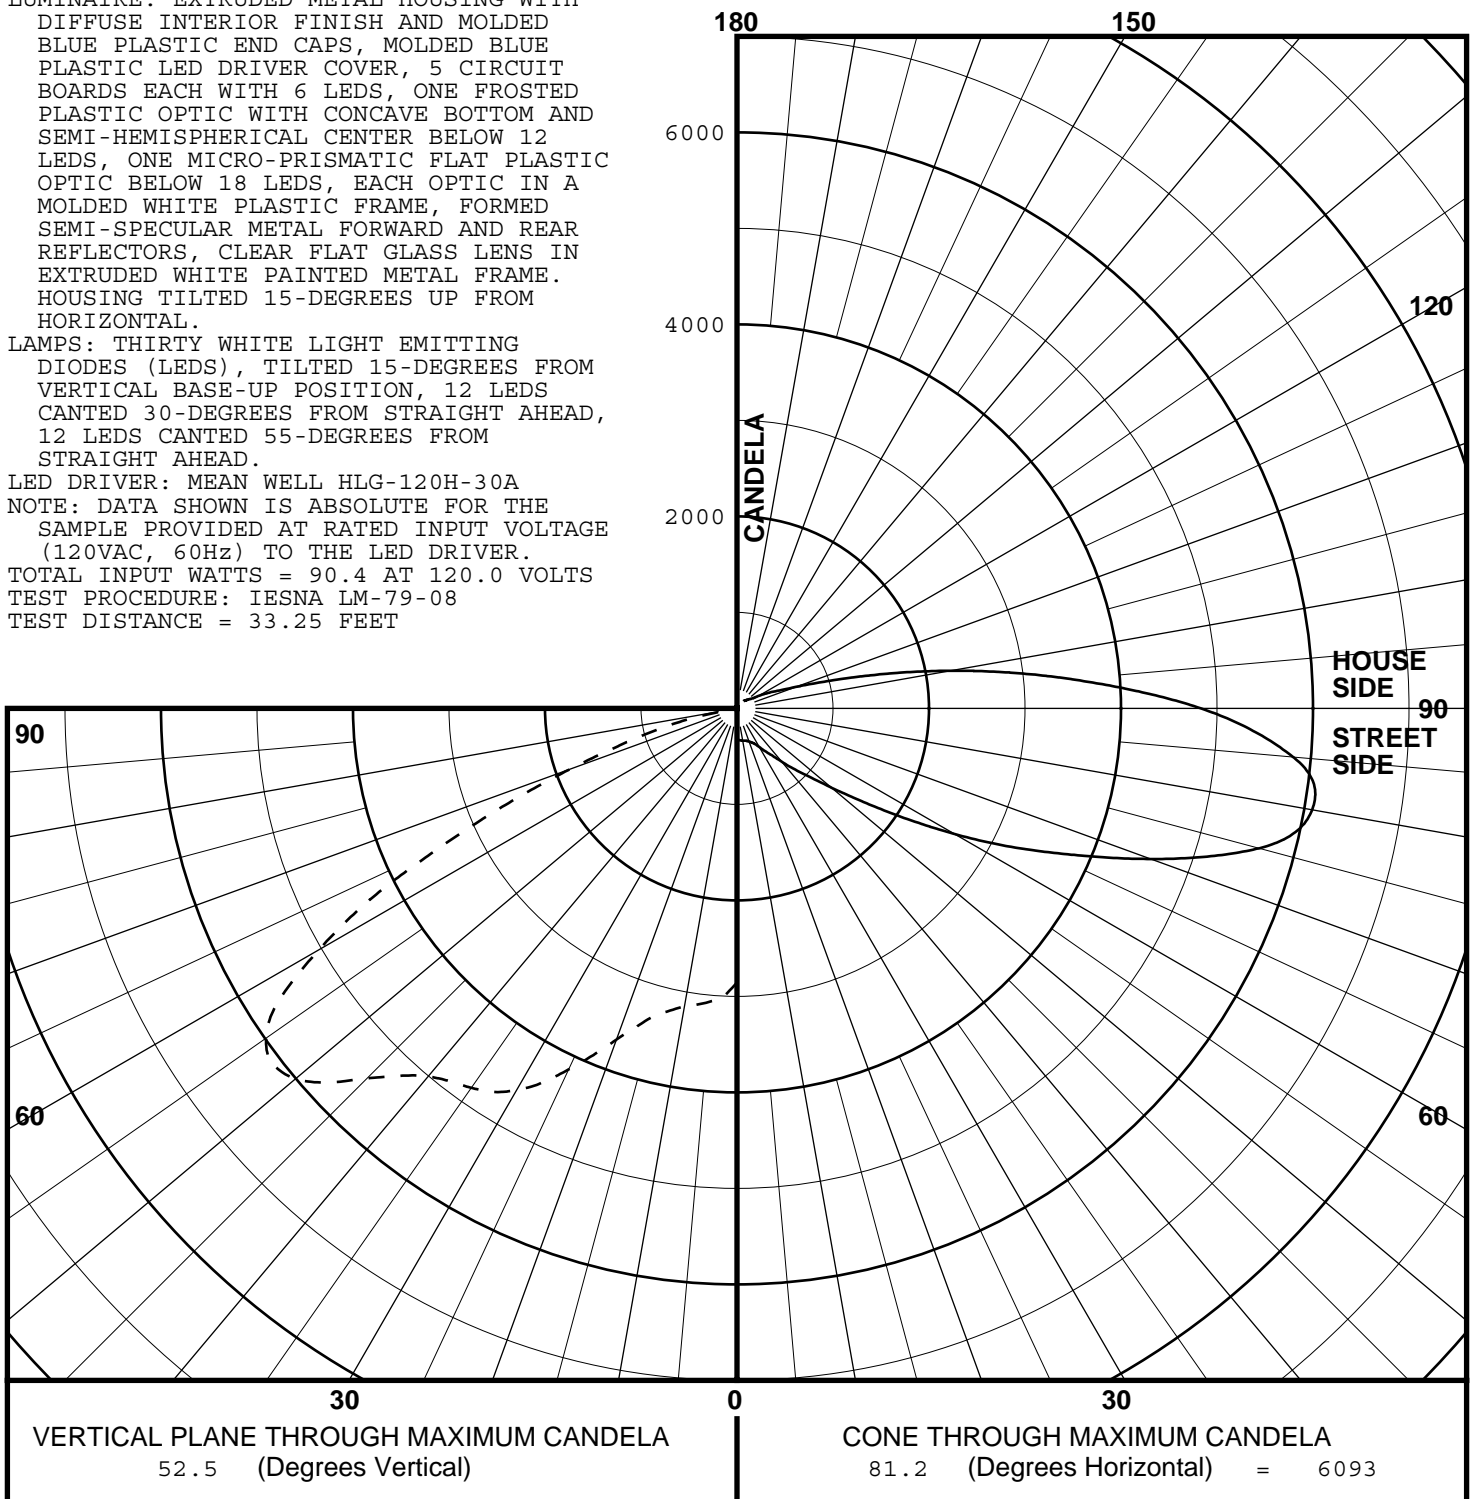 LUMINAIRE: EXTRUDED METAL HOUSING WITH
DIFFUSE INTERIOR FINISH AND MOLDED
BLUE PLASTIC END CAPS, MOLDED BLUE
PLASTIC LED DRIVER COVER, 5 CIRCUIT
BOARDS EACH WITH 6 LEDS, ONE FROSTED
PLASTIC OPTIC WITH CONCAVE BOTTOM AND
SEMI-HEMISPHERICAL CENTER BELOW 12
LEDS, ONE MICRO-PRISMATIC FLAT PLASTIC
OPTIC BELOW 18 LEDS, EACH OPTIC IN A
MOLDED WHITE PLASTIC FRAME, FORMED
SEMI-SPECULAR METAL FORWARD AND REAR
REFLECTORS, CLEAR FLAT GLASS LENS IN
EXTRUDED WHITE PAINTED METAL FRAME.
HOUSING TILTED 15-DEGREES UP FROM
HORIZONTAL.
LAMPS: THIRTY WHITE LIGHT EMITTING
DIODES (LEDS), TILTED 15-DEGREES FROM
VERTICAL BASE-UP POSITION, 12 LEDS
CANTED 30-DEGREES FROM STRAIGHT AHEAD,
12 LEDS CANTED 55-DEGREES FROM
STRAIGHT AHEAD.
LED DRIVER: MEAN WELL HLG-120H-30A
NOTE: DATA SHOWN IS ABSOLUTE FOR THE
SAMPLE PROVIDED AT RATED INPUT VOLTAGE
(120VAC, 60Hz) TO THE LED DRIVER.
TOTAL INPUT WATTS = 90.4 AT 120.0 VOLTS
TEST PROCEDURE: IESNA LM-79-08
TEST DISTANCE = 33.25 FEET
180
150
6000
120
4000
CANDELA
2000
HOUSE
SIDE
90
90
STREET
SIDE
60
60
30
0
30
VERTICAL PLANE THROUGH MAXIMUM CANDELA
52.5 (Degrees Vertical)
CONE THROUGH MAXIMUM CANDELA
81.2 (Degrees Horizontal) = 6093